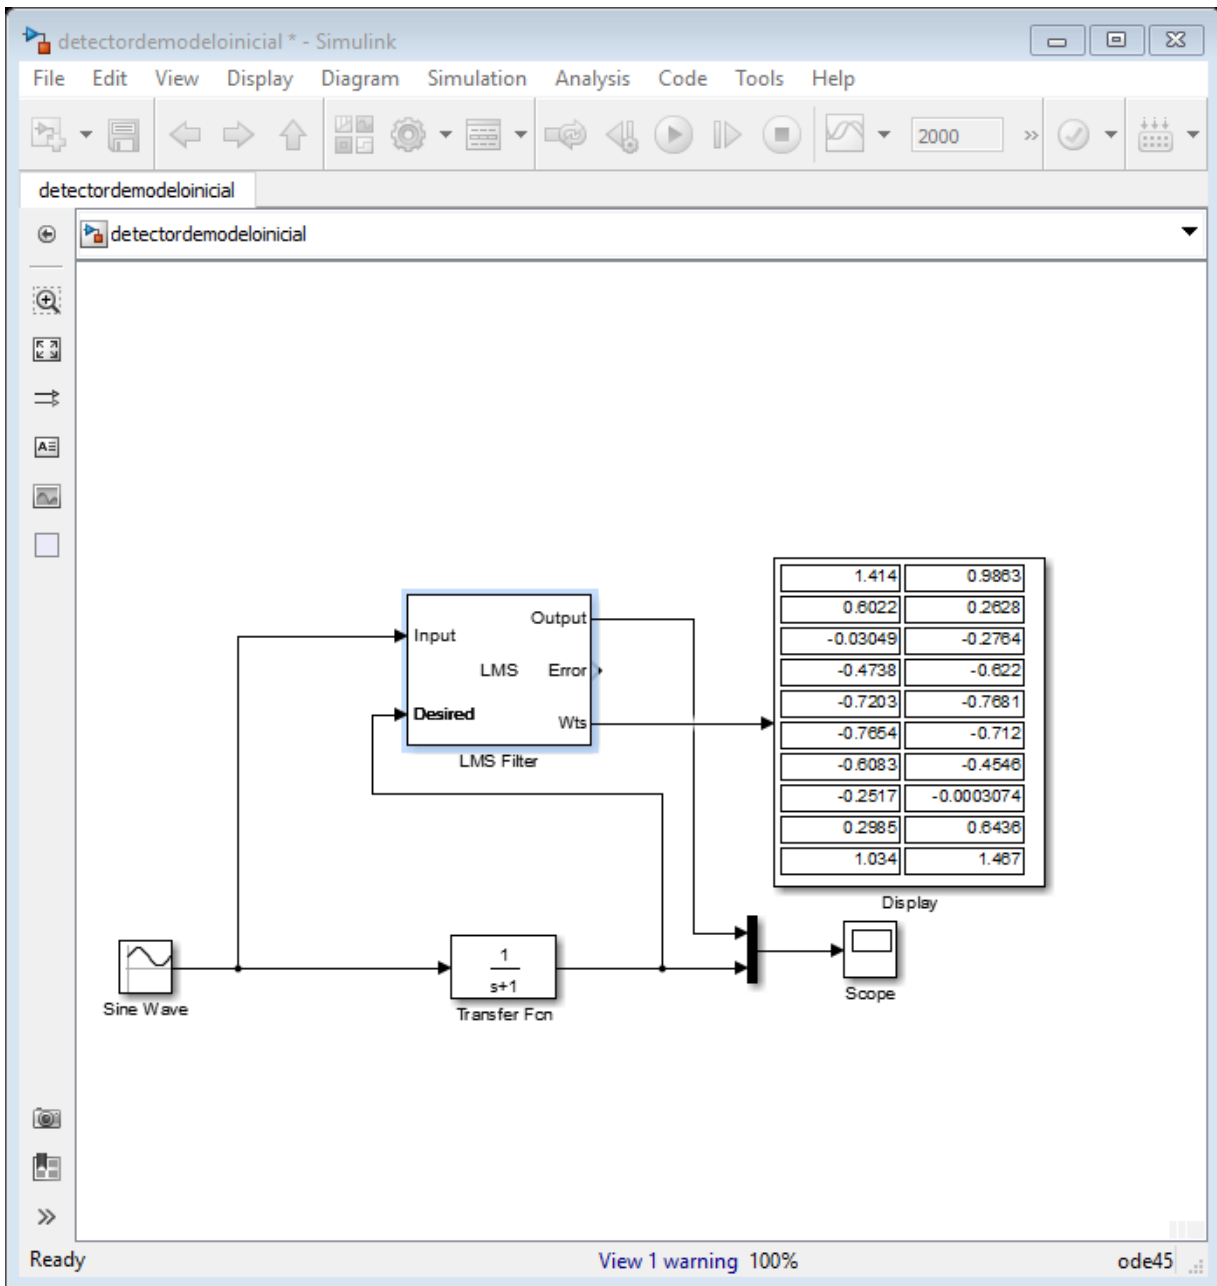 detectordemodeloinicial * - Simulink
File Edit View Display Diagram Simulation Analysis Code Tools Help
2000 »
detectordemodeloinicial
detectordemodeloinicial
Output
Input
LMS Error
Desired
Wts
LMS Filter
1.414 0.9863
0.6022 0.2628
-0.03049 -0.2764
-0.4738 -0.622
-0.7203 -0.7681
-0.7654 -0.712
-0.6083 -0.4546
-0.2517 -0.0003074
0.2985 0.6436
1.034 1.467
Display
Sine Wave
1
s+1
Transfer Fcn
Scope
Ready View 1 warning 100% ode45